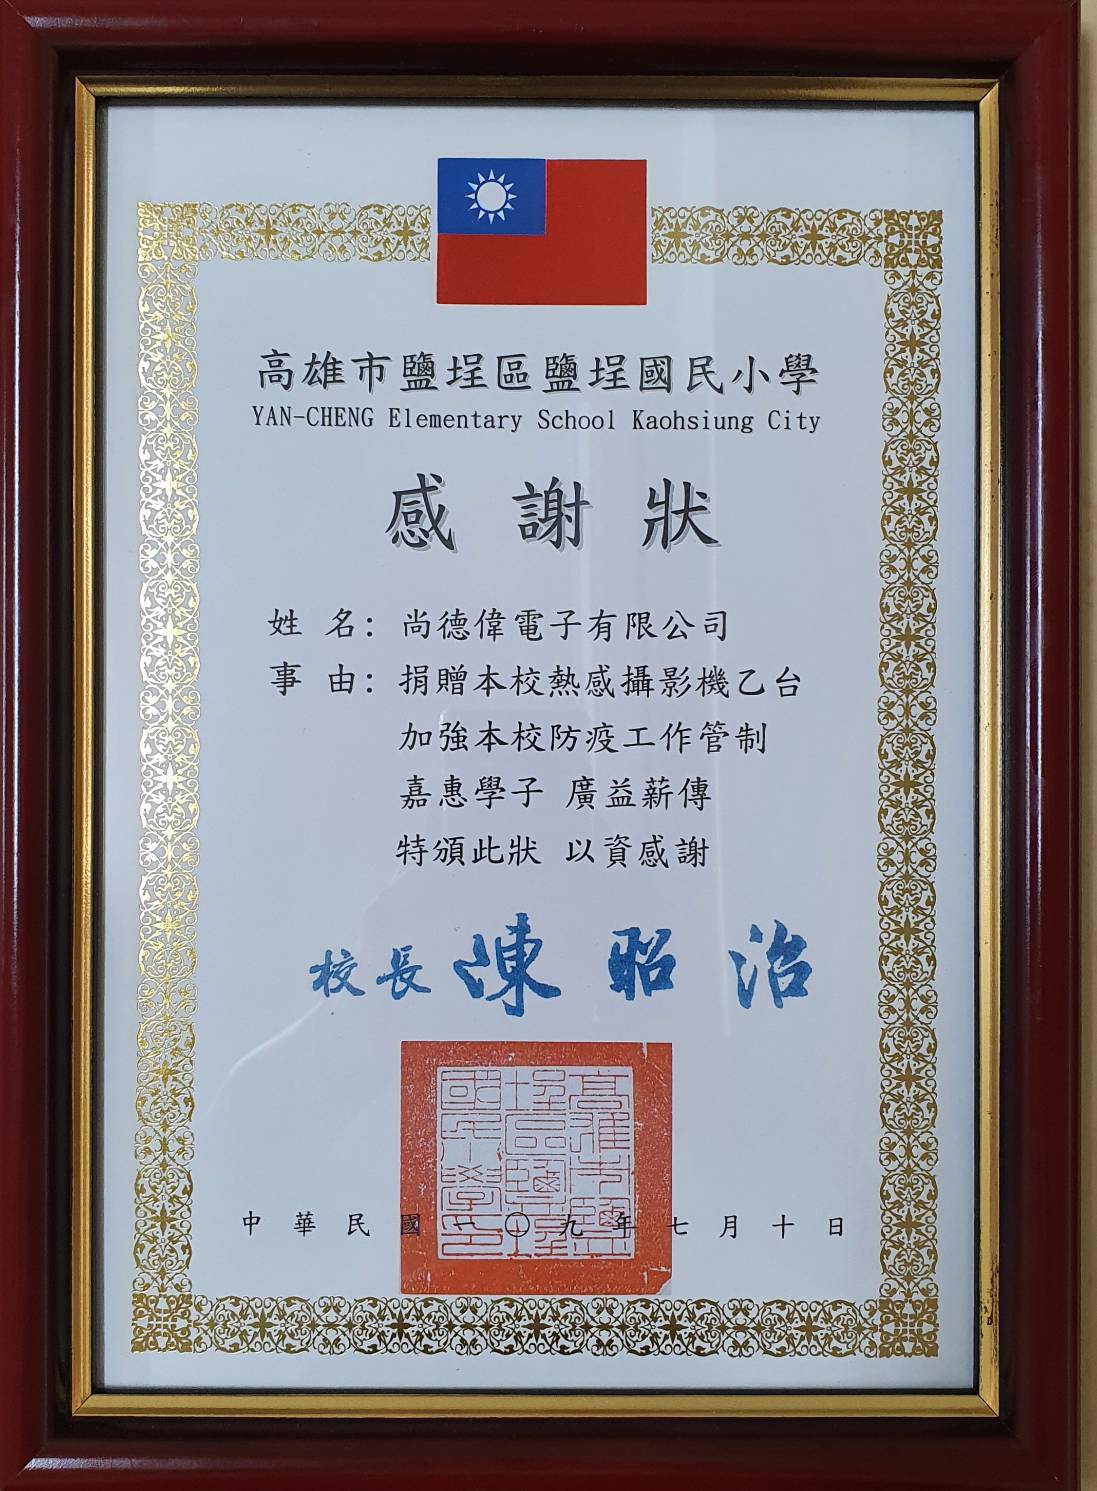 高雄市鹽埕區鹽埕國民小學
YAN-CHENG Elementary School Kaohsiung City
感謝狀
姓 名：尚德偉電子有限公司
事 由：捐贈本校熱感攝影機乙台
加強本校防疫工作管制
嘉惠學子 廣益薪傳
特頒此狀 以資感謝
校長 陳昭治
中華民國一〇九年七月十日